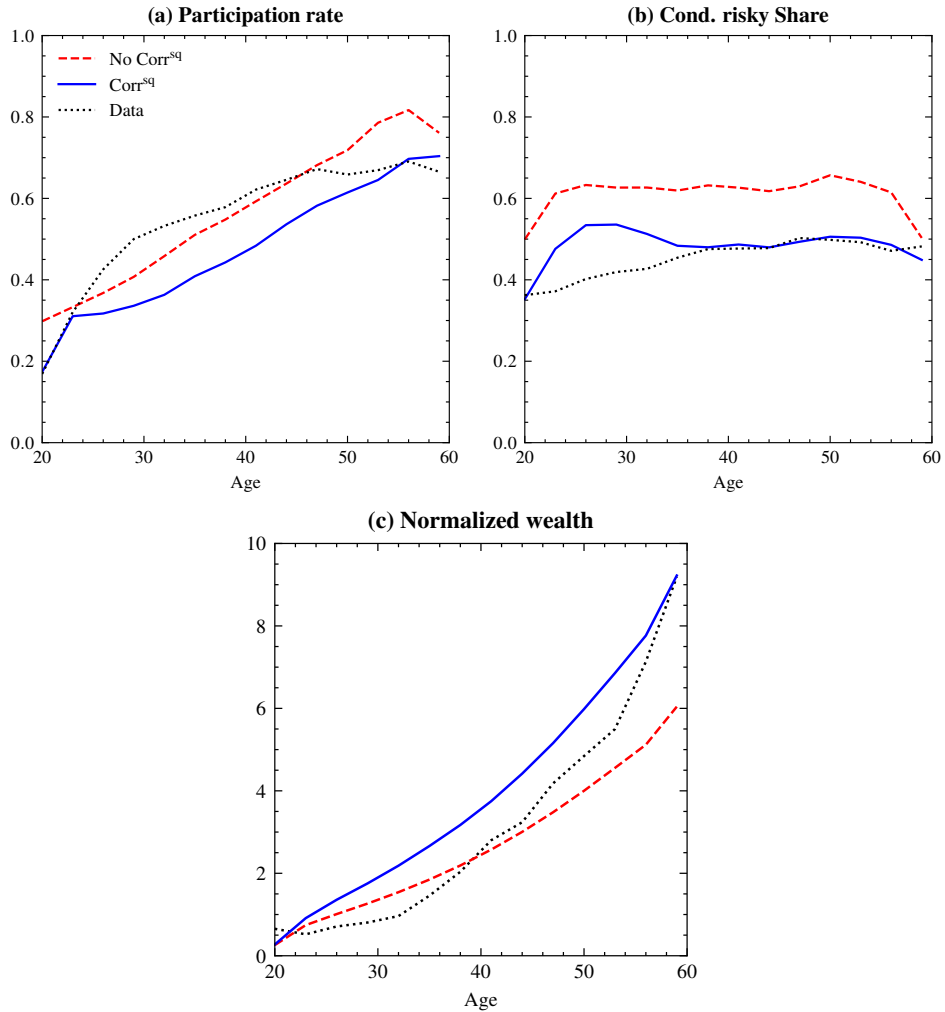 (a) Participation rate
1.0
0.8
0.6
0.4
0.2
0.0
No Corr^sq
Corr^sq
Data
20 30 40 50 60
Age
(b) Cond. risky Share
1.0
0.8
0.6
0.4
0.2
0.0
20 30 40 50 60
Age
(c) Normalized wealth
10
8
6
4
2
0
20 30 40 50 60
Age